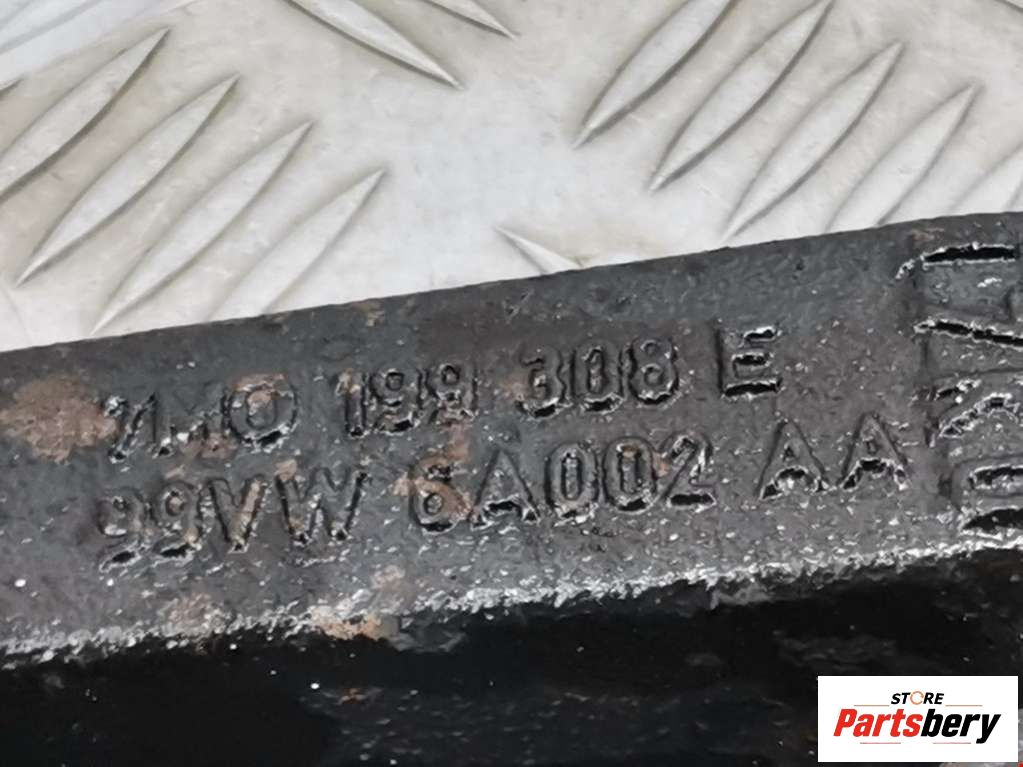 7M0 199 308 E
99VW 6A002 AA
STORE
Partsbery